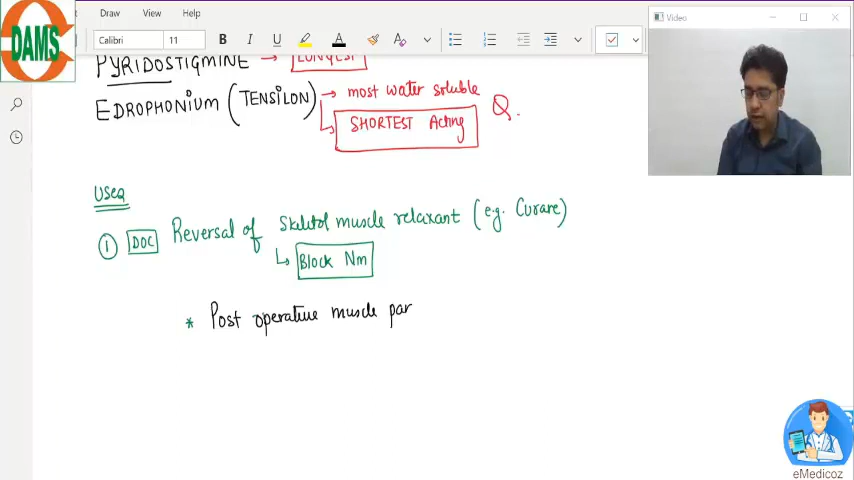 Draw View Help
Video
DAMS
Calibri 11 B I U A
PYRIDOSTIGMINE → LONGEST
EDROPHONIUM (TENSILON) → most water soluble
SHORTEST Acting Q.
Uses
① DOC Reversal of Skelitol muscle relaxant (e.g. Curare)
Block Nm
* Post operative muscle par
eMedicoz